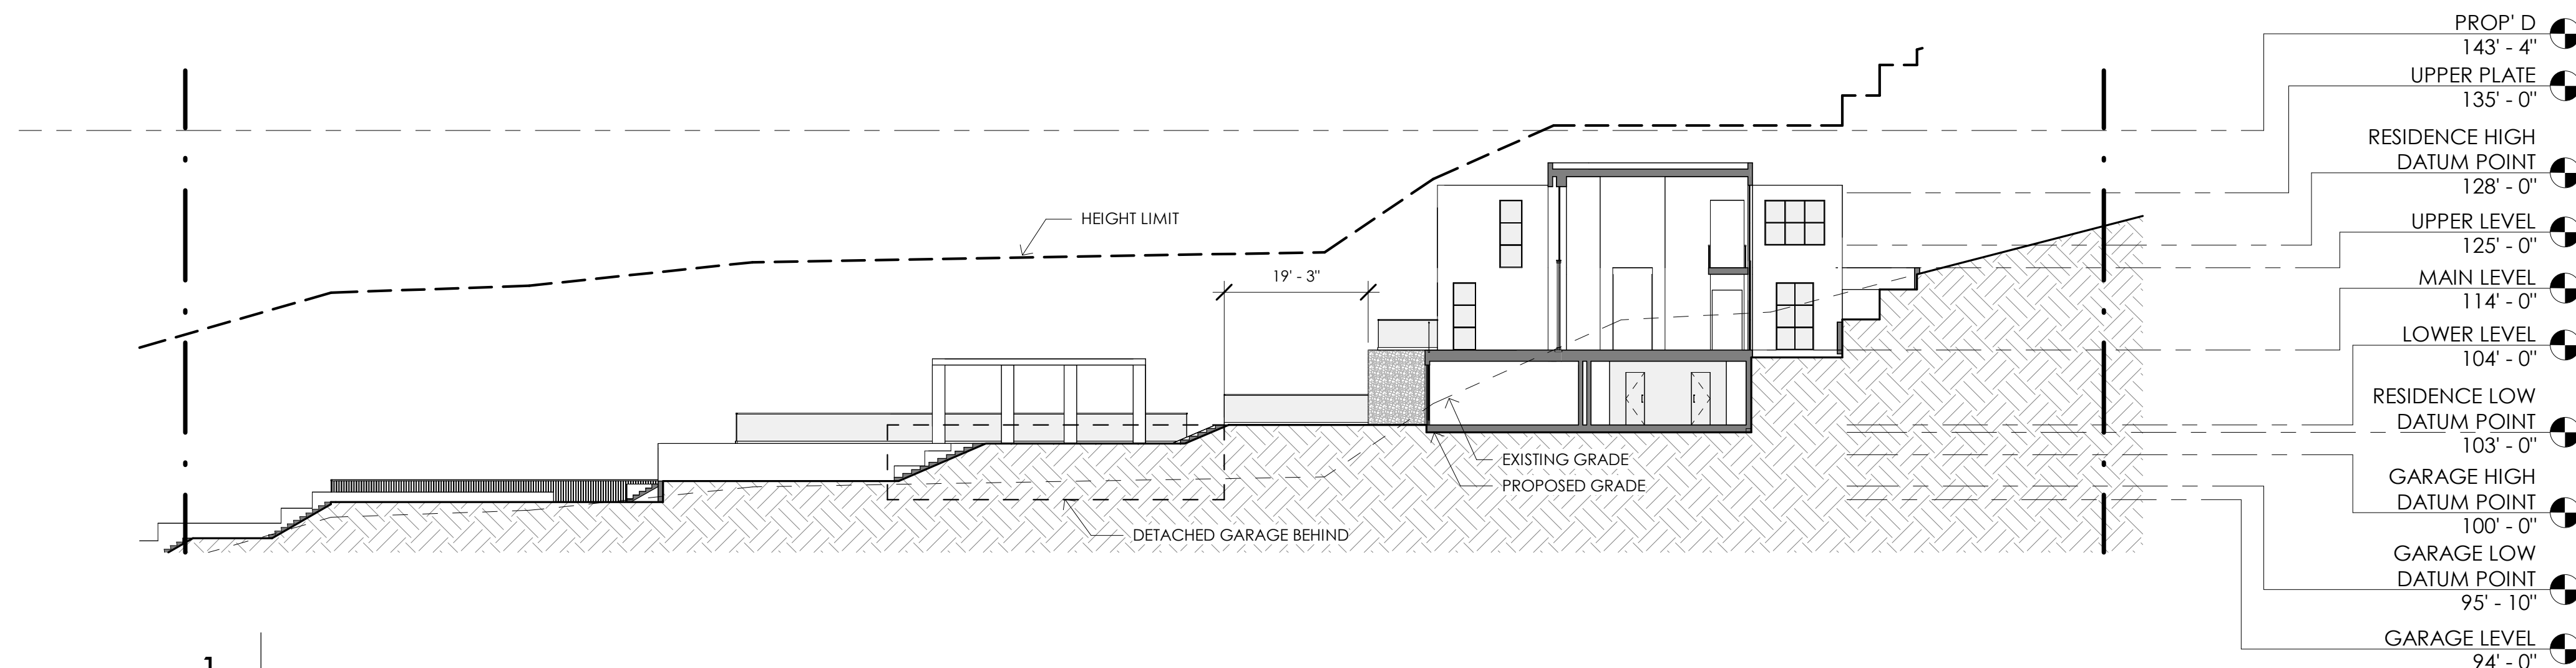 PROP' D
143' - 4"
UPPER PLATE
135' - 0"
RESIDENCE HIGH
DATUM POINT
128' - 0"
UPPER LEVEL
125' - 0"
MAIN LEVEL
114' - 0"
LOWER LEVEL
104' - 0"
RESIDENCE LOW
DATUM POINT
103' - 0"
GARAGE HIGH
DATUM POINT
100' - 0"
GARAGE LOW
DATUM POINT
95' - 10"
GARAGE LEVEL
94' - 0"
HEIGHT LIMIT
19' - 3"
EXISTING GRADE
PROPOSED GRADE
DETACHED GARAGE BEHIND
1